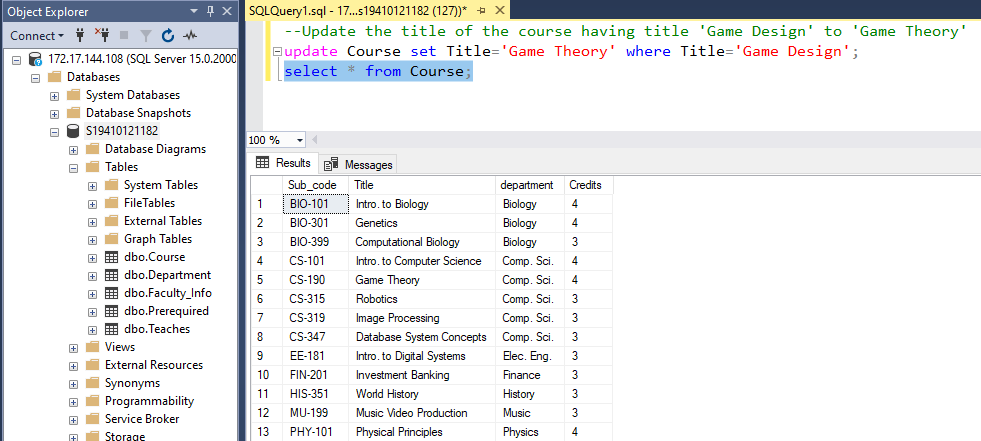 Object Explorer
Connect
172.17.144.108 (SQL Server 15.0.2000
Databases
System Databases
Database Snapshots
S19410121182
Database Diagrams
Tables
System Tables
FileTables
External Tables
Graph Tables
dbo.Course
dbo.Department
dbo.Faculty_Info
dbo.Prerequired
dbo.Teaches
Views
External Resources
Synonyms
Programmability
Service Broker
Storage
SQLQuery1.sql - 17...s19410121182 (127))*
--Update the title of the course having title 'Game Design' to 'Game Theory'
update Course set Title='Game Theory' where Title='Game Design';
select * from Course;
100 %
Results Messages
Sub_code Title department Credits
1 BIO-101 Intro. to Biology Biology 4
2 BIO-301 Genetics Biology 4
3 BIO-399 Computational Biology Biology 3
4 CS-101 Intro. to Computer Science Comp. Sci. 4
5 CS-190 Game Theory Comp. Sci. 4
6 CS-315 Robotics Comp. Sci. 3
7 CS-319 Image Processing Comp. Sci. 3
8 CS-347 Database System Concepts Comp. Sci. 3
9 EE-181 Intro. to Digital Systems Elec. Eng. 3
10 FIN-201 Investment Banking Finance 3
11 HIS-351 World History History 3
12 MU-199 Music Video Production Music 3
13 PHY-101 Physical Principles Physics 4